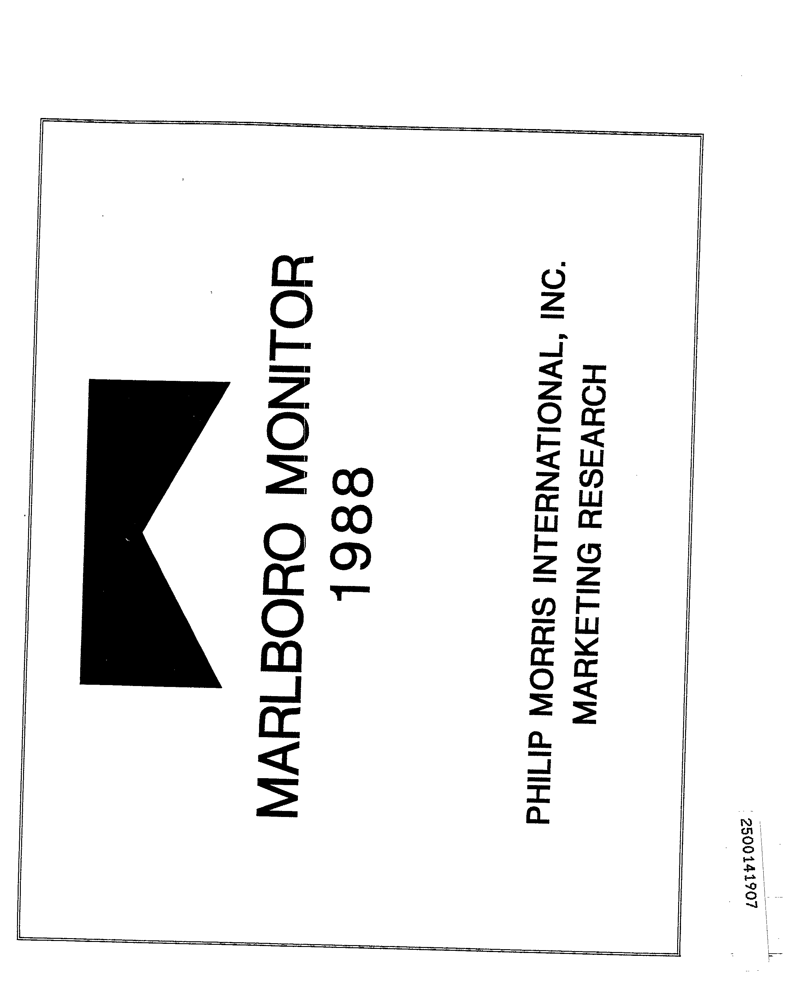 MARLBORO MONITOR
1988
PHILIP MORRIS INTERNATIONAL, INC.
MARKETING RESEARCH
2500141907